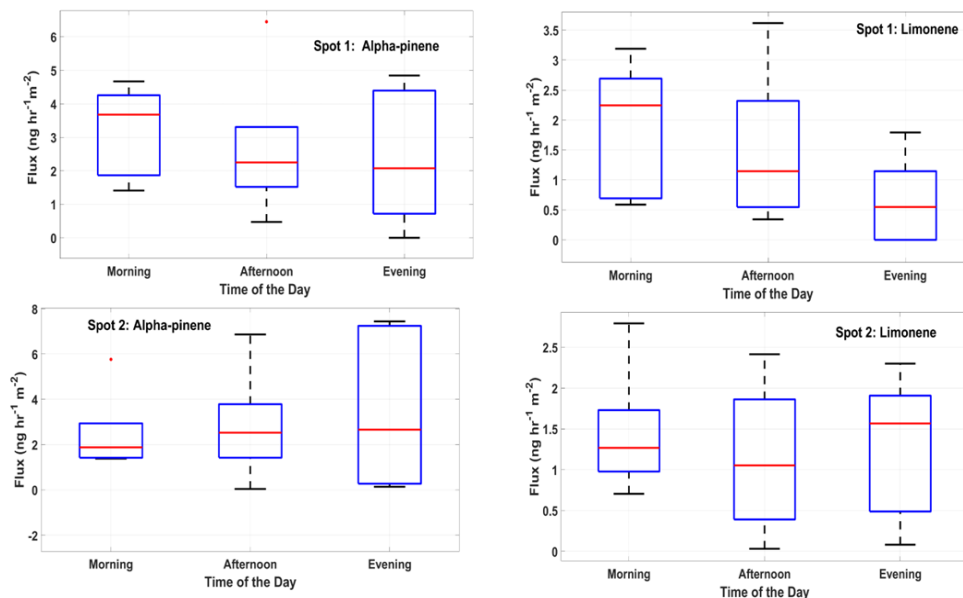 Spot 1: Alpha-pinene
Flux (ng hr⁻¹m⁻²)
6
5
4
3
2
1
0
Morning Afternoon Evening
Time of the Day
Spot 1: Limonene
Flux (ng hr⁻¹ m⁻²)
3.5
3
2.5
2
1.5
1
0.5
0
Morning Afternoon Evening
Time of the Day
Spot 2: Alpha-pinene
Flux (ng hr⁻¹ m⁻²)
8
6
4
2
0
-2
Morning Afternoon Evening
Time of the Day
Spot 2: Limonene
Flux (ng hr⁻¹ m⁻²)
2.5
2
1.5
1
0.5
0
Morning Afternoon Evening
Time of the Day